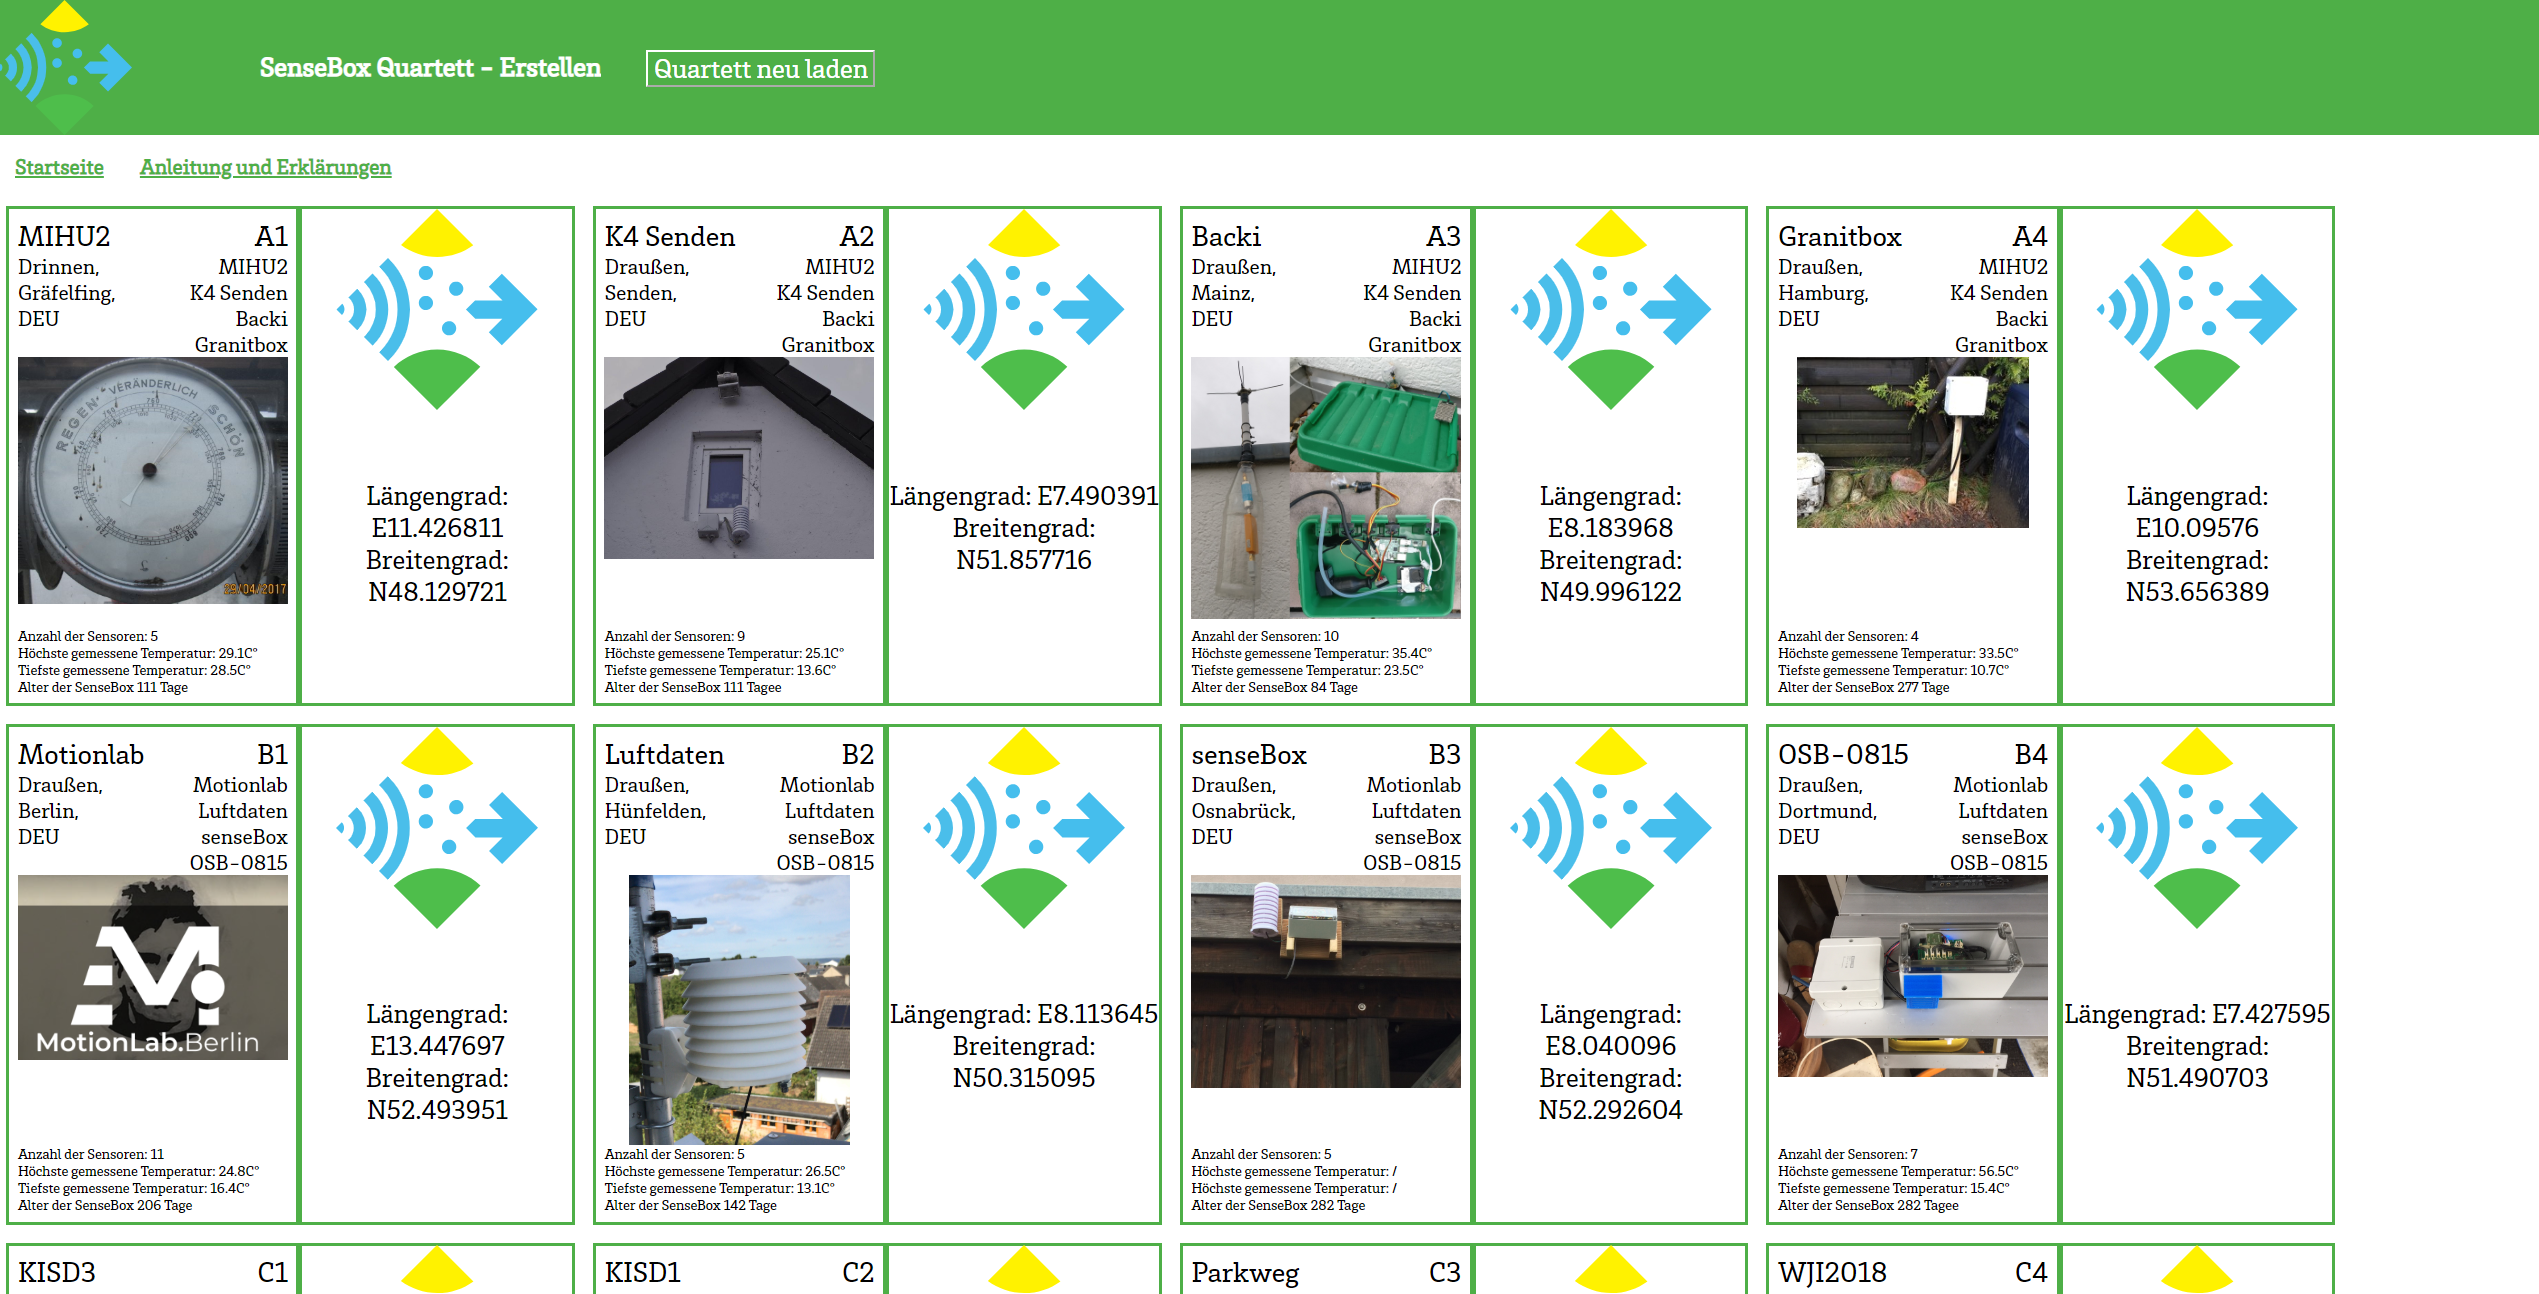 SenseBox Quartett - Erstellen
Quartett neu laden
Startseite
Anleitung und Erklärungen
MIHU2
A1
Drinnen,
Gräfelfing,
DEU
MIHU2
K4 Senden
Backi
Granitbox
REGEN VERÄNDERLICH SCHÖN
29/04/2017
Anzahl der Sensoren: 5
Höchste gemessene Temperatur: 29.1C°
Tiefste gemessene Temperatur: 28.5C°
Alter der SenseBox 111 Tage
Längengrad:
E11.426811
Breitengrad:
N48.129721
K4 Senden
A2
Draußen,
Senden,
DEU
MIHU2
K4 Senden
Backi
Granitbox
Anzahl der Sensoren: 9
Höchste gemessene Temperatur: 25.1C°
Tiefste gemessene Temperatur: 13.6C°
Alter der SenseBox 111 Tagee
Längengrad: E7.490391
Breitengrad:
N51.857716
Backi
A3
Draußen,
Mainz,
DEU
MIHU2
K4 Senden
Backi
Granitbox
Anzahl der Sensoren: 10
Höchste gemessene Temperatur: 35.4C°
Tiefste gemessene Temperatur: 23.5C°
Alter der SenseBox 84 Tage
Längengrad:
E8.183968
Breitengrad:
N49.996122
Granitbox
A4
Draußen,
Hamburg,
DEU
MIHU2
K4 Senden
Backi
Granitbox
Anzahl der Sensoren: 4
Höchste gemessene Temperatur: 33.5C°
Tiefste gemessene Temperatur: 10.7C°
Alter der SenseBox 277 Tage
Längengrad:
E10.09576
Breitengrad:
N53.656389
Motionlab
B1
Draußen,
Berlin,
DEU
Motionlab
Luftdaten
senseBox
OSB-0815
MotionLab.Berlin
Anzahl der Sensoren: 11
Höchste gemessene Temperatur: 24.8C°
Tiefste gemessene Temperatur: 16.4C°
Alter der SenseBox 206 Tage
Längengrad:
E13.447697
Breitengrad:
N52.493951
Luftdaten
B2
Draußen,
Hünfelden,
DEU
Motionlab
Luftdaten
senseBox
OSB-0815
Anzahl der Sensoren: 5
Höchste gemessene Temperatur: 26.5C°
Tiefste gemessene Temperatur: 13.1C°
Alter der SenseBox 142 Tage
Längengrad: E8.113645
Breitengrad:
N50.315095
senseBox
B3
Draußen,
Osnabrück,
DEU
Motionlab
Luftdaten
senseBox
OSB-0815
Anzahl der Sensoren: 5
Höchste gemessene Temperatur: /
Höchste gemessene Temperatur: /
Alter der SenseBox 282 Tage
Längengrad:
E8.040096
Breitengrad:
N52.292604
OSB-0815
B4
Draußen,
Dortmund,
DEU
Motionlab
Luftdaten
senseBox
OSB-0815
Anzahl der Sensoren: 7
Höchste gemessene Temperatur: 56.5C°
Tiefste gemessene Temperatur: 15.4C°
Alter der SenseBox 282 Tagee
Längengrad: E7.427595
Breitengrad:
N51.490703
KISD3
C1
KISD1
C2
Parkweg
C3
WJI2018
C4